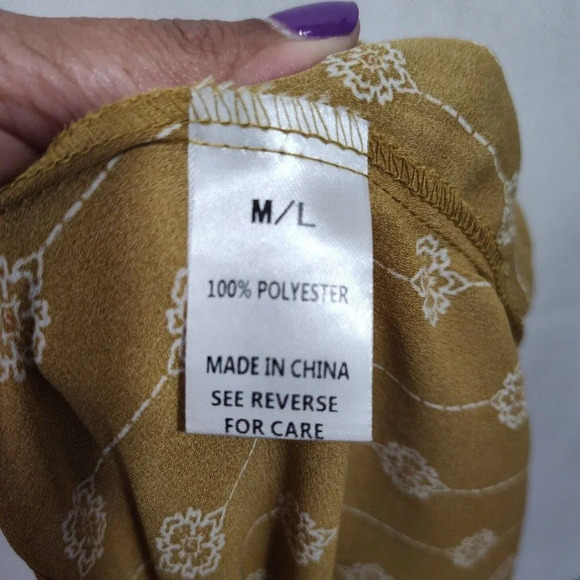 M/L
100% POLYESTER
MADE IN CHINA
SEE REVERSE
FOR CARE